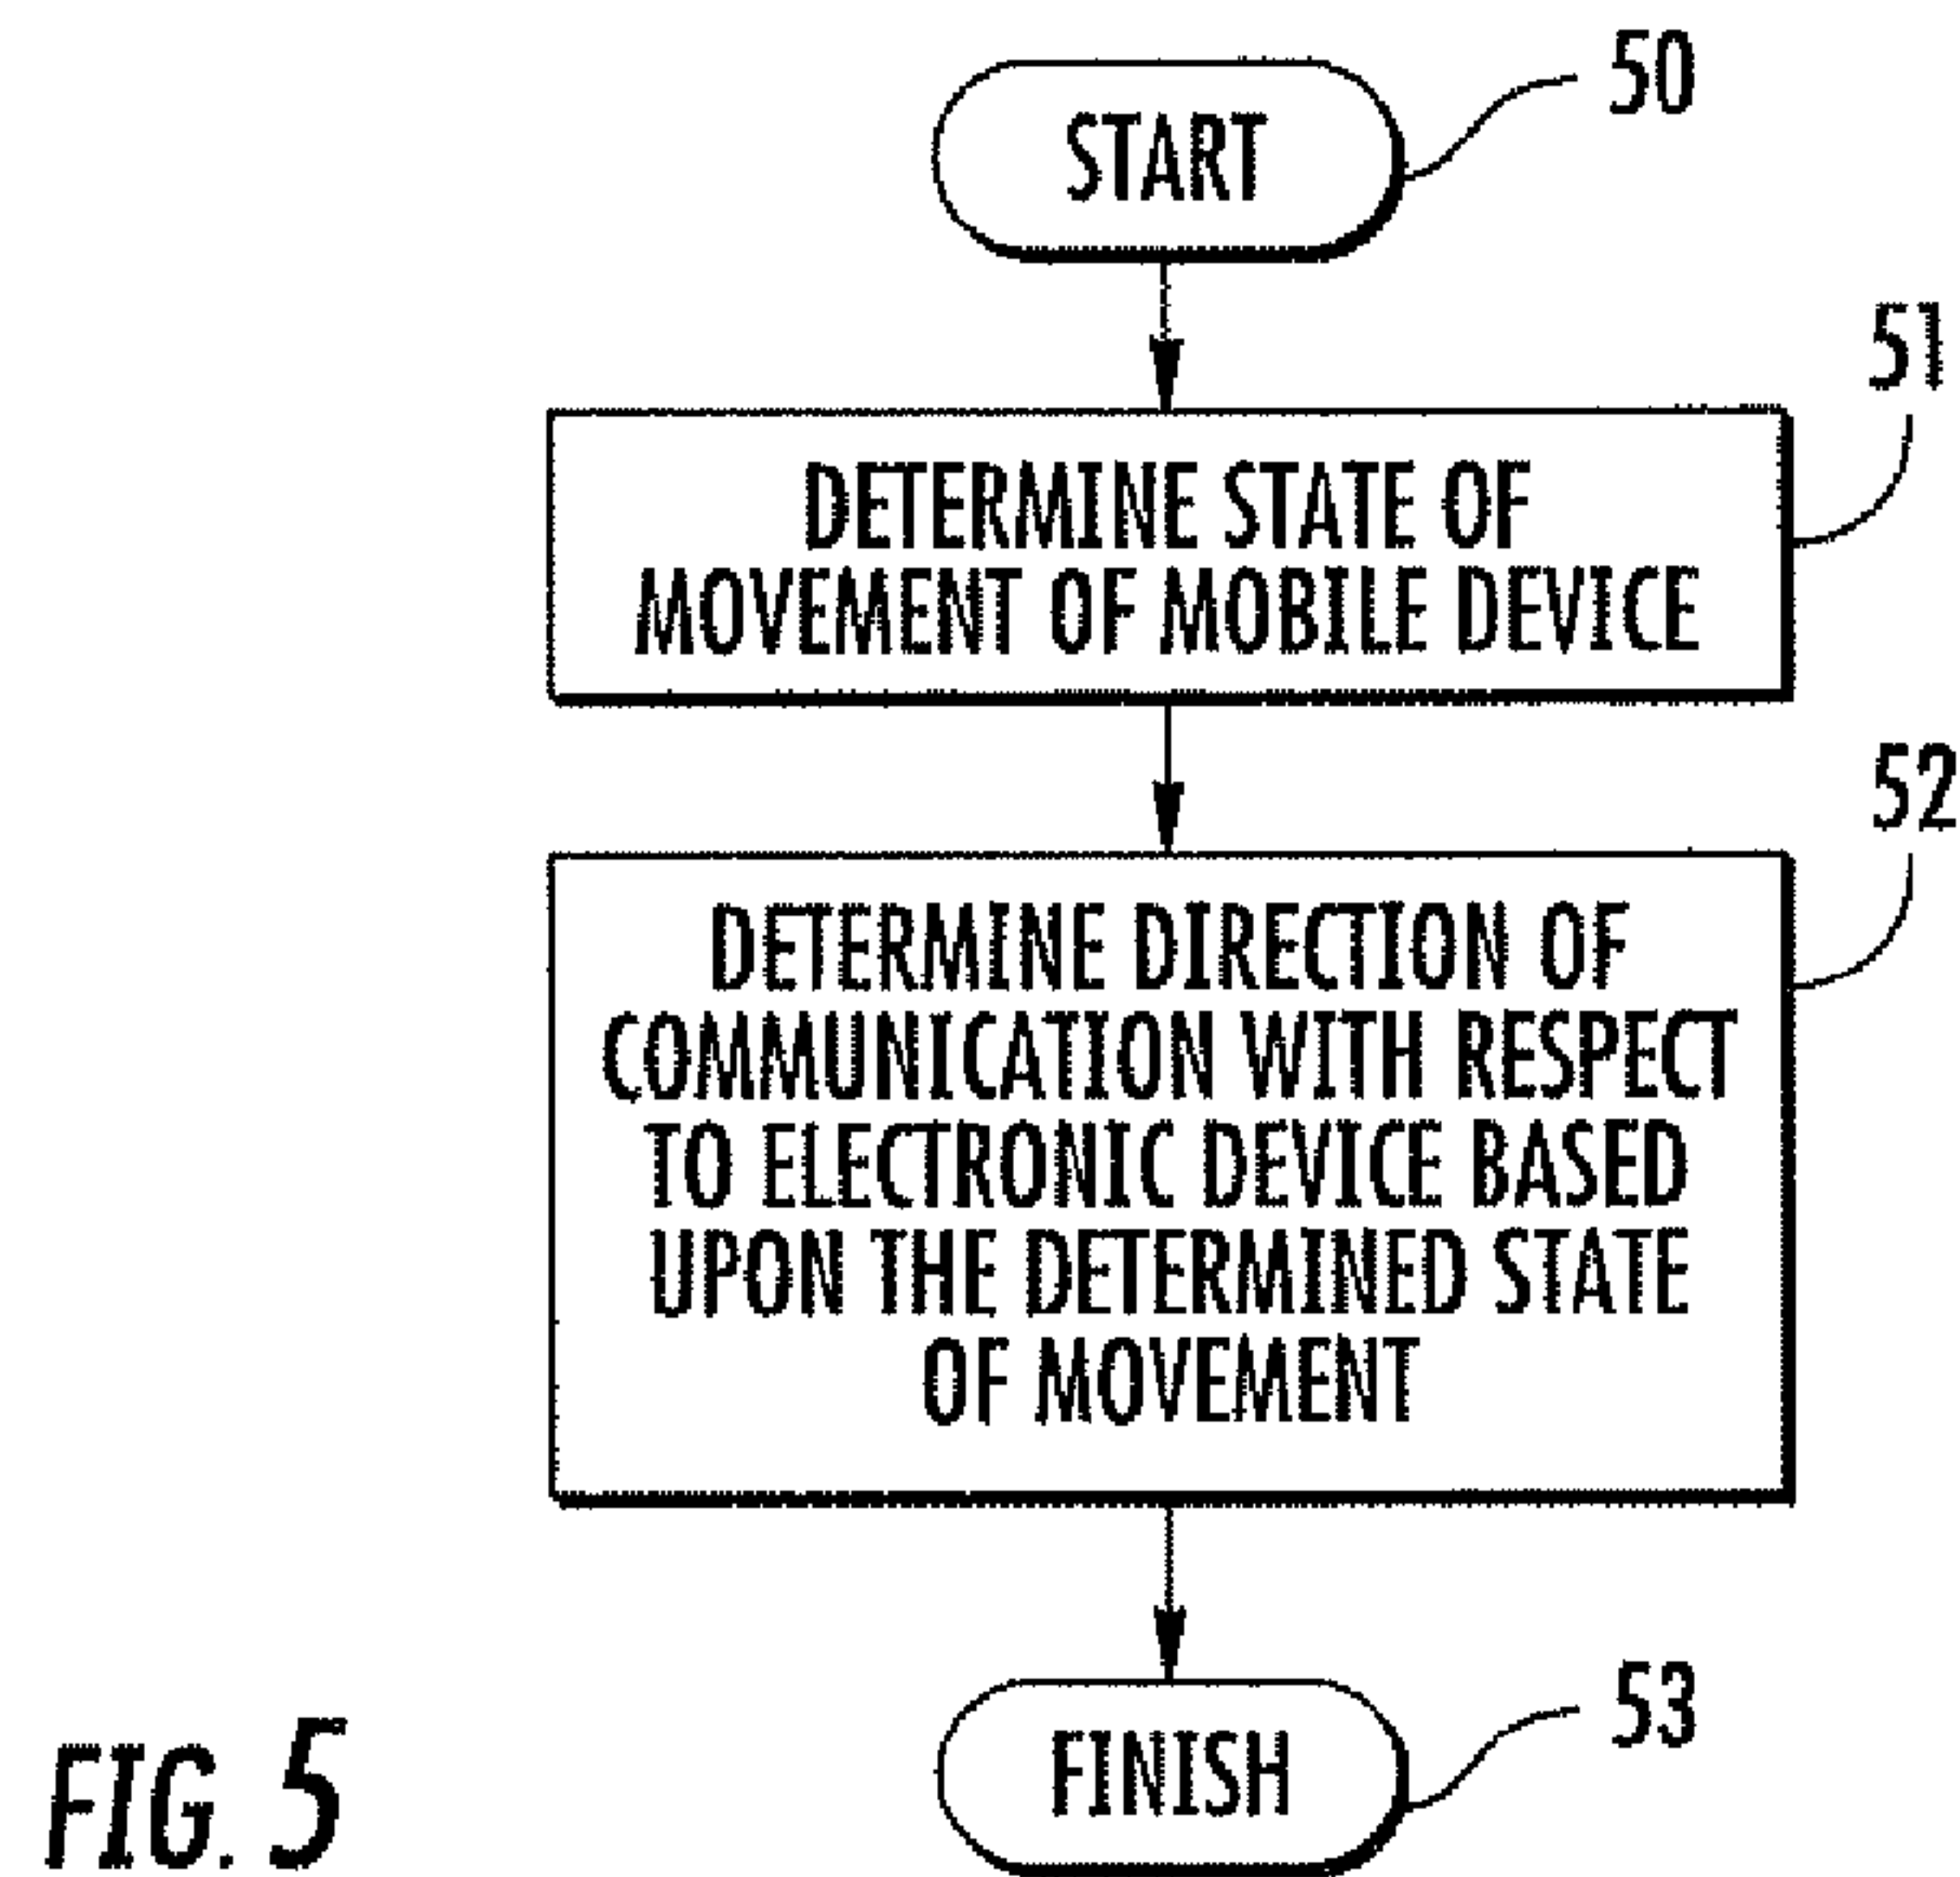 START
50
51
DETERMINE STATE OF
MOVEMENT OF MOBILE DEVICE
52
DETERMINE DIRECTION OF
COMMUNICATION WITH RESPECT
TO ELECTRONIC DEVICE BASED
UPON THE DETERMINED STATE
OF MOVEMENT
53
FINISH
FIG. 5